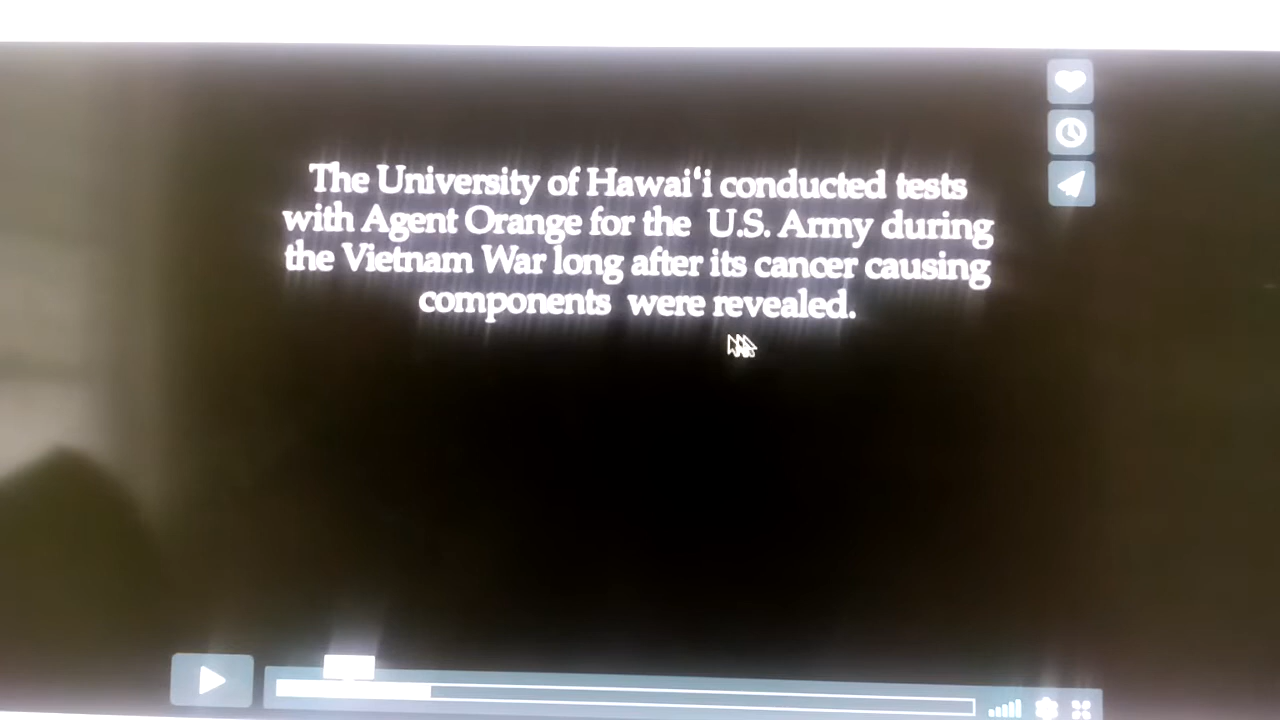 The University of Hawaiʻi conducted tests
with Agent Orange for the U.S. Army during
the Vietnam War long after its cancer causing
components were revealed.